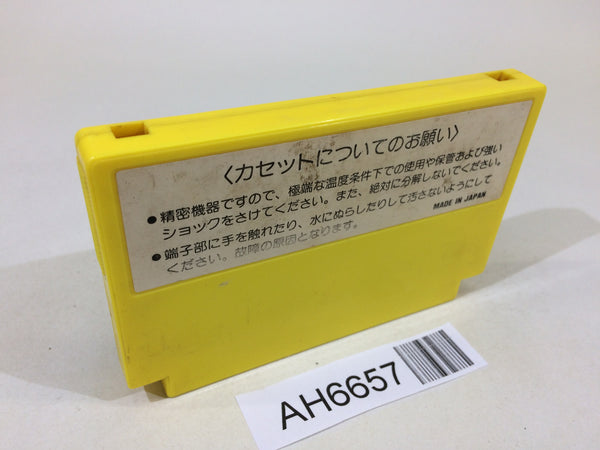 〈カセットについてのお願い〉
●精密機器ですので、極端な温度条件下での使用や保管および強い
ショックをさけてください。また、絶対に分解しないでください。
●端子部に手を触れたり、水にぬらしたりして汚さないようにして
ください。故障の原因となります。
MADE IN JAPAN
AH6657